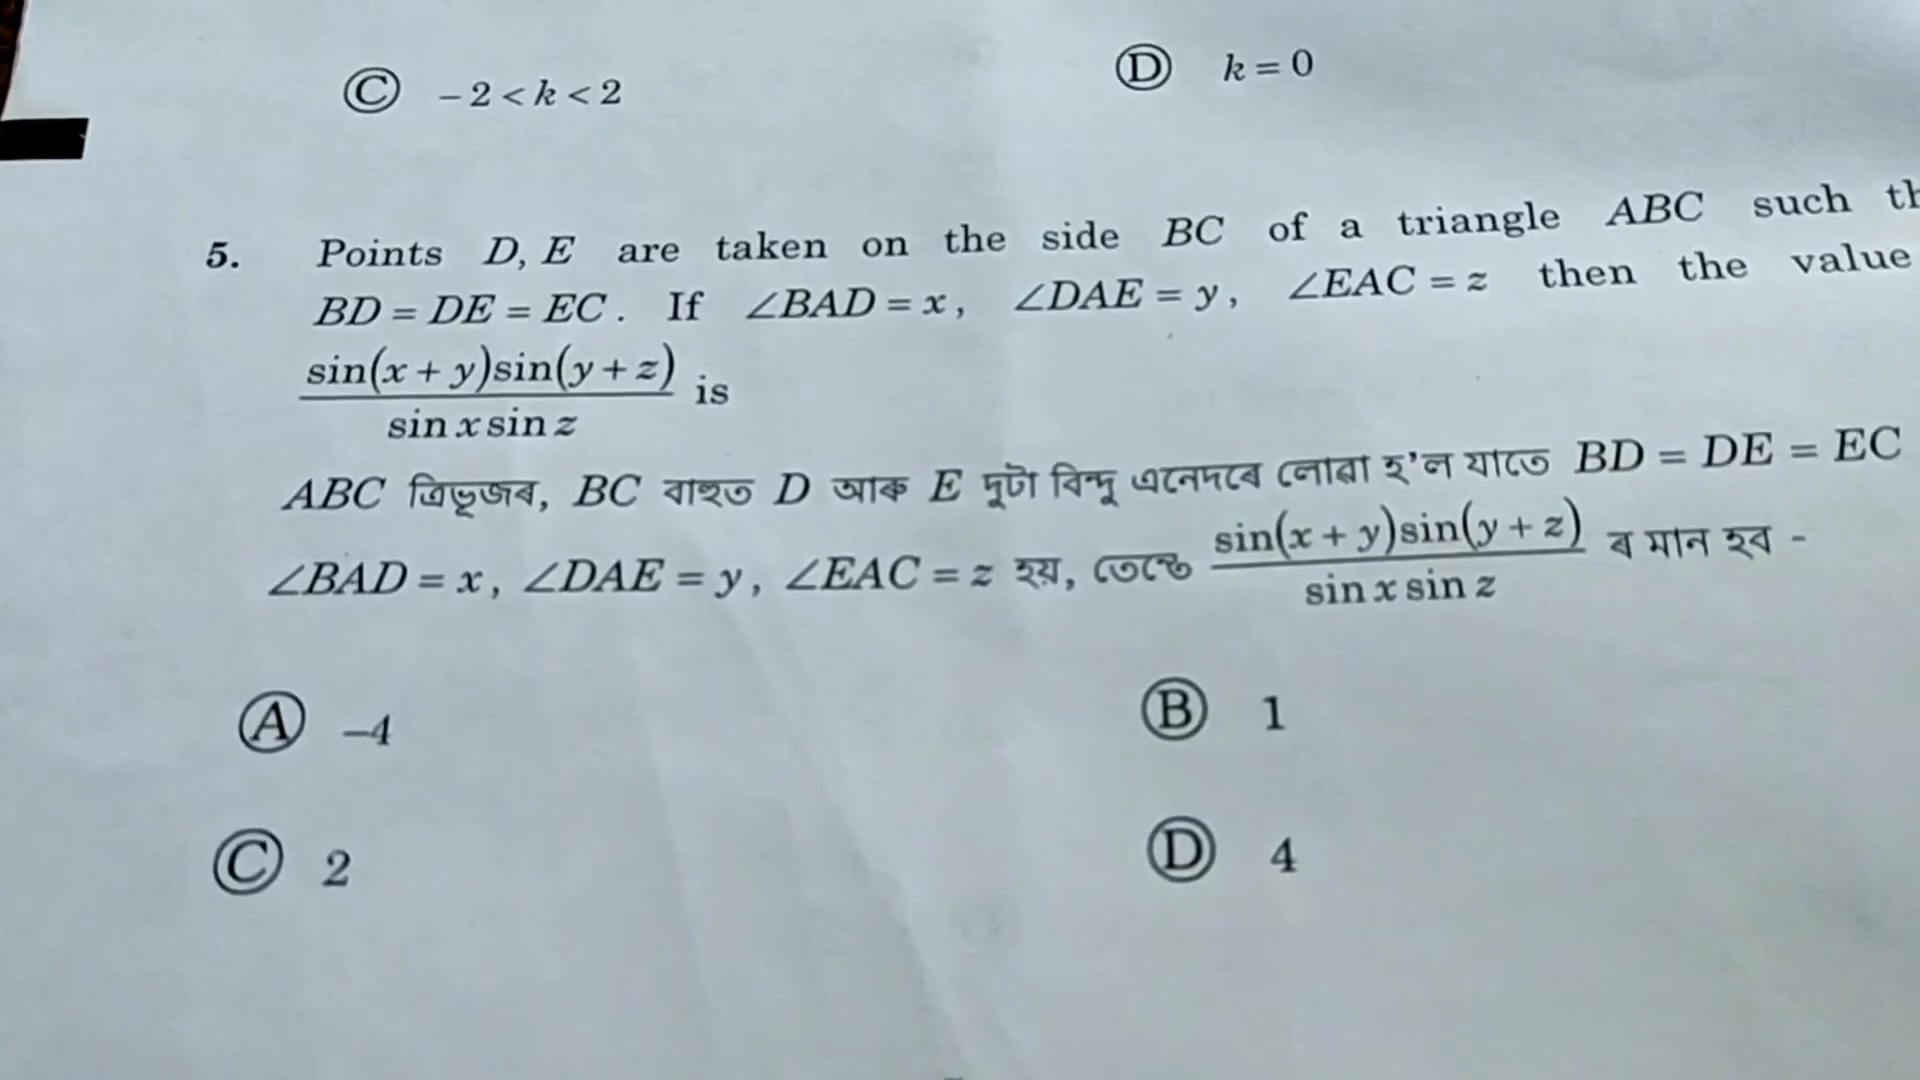 Ⓒ – 2 < k < 2 Ⓓ k = 0
5. Points D, E are taken on the side BC of a triangle ABC such
BD = DE = EC. If ∠BAD = x, ∠DAE = y, ∠EAC = z then the value
sin(x + y)sin(y + z) / sin x sin z is
ABC ত্ৰিভূজৰ, BC বাহুত D আৰু E দুটা বিন্দু এনেদৰে লোৱা হ'ল যাতে BD = DE = EC
∠BAD = x, ∠DAE = y, ∠EAC = z হয়, তেন্তে sin(x + y)sin(y + z) / sin x sin z ৰ মান হব -
Ⓐ –4 Ⓑ 1
Ⓒ 2 Ⓓ 4